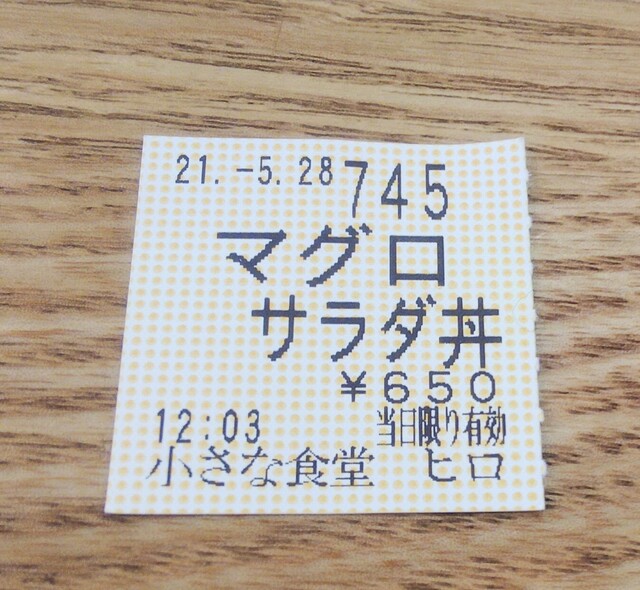 21.-5.28 745
マグロ
サラダ丼
¥650
12:03 当日限り有効
小さな食堂 ヒロ